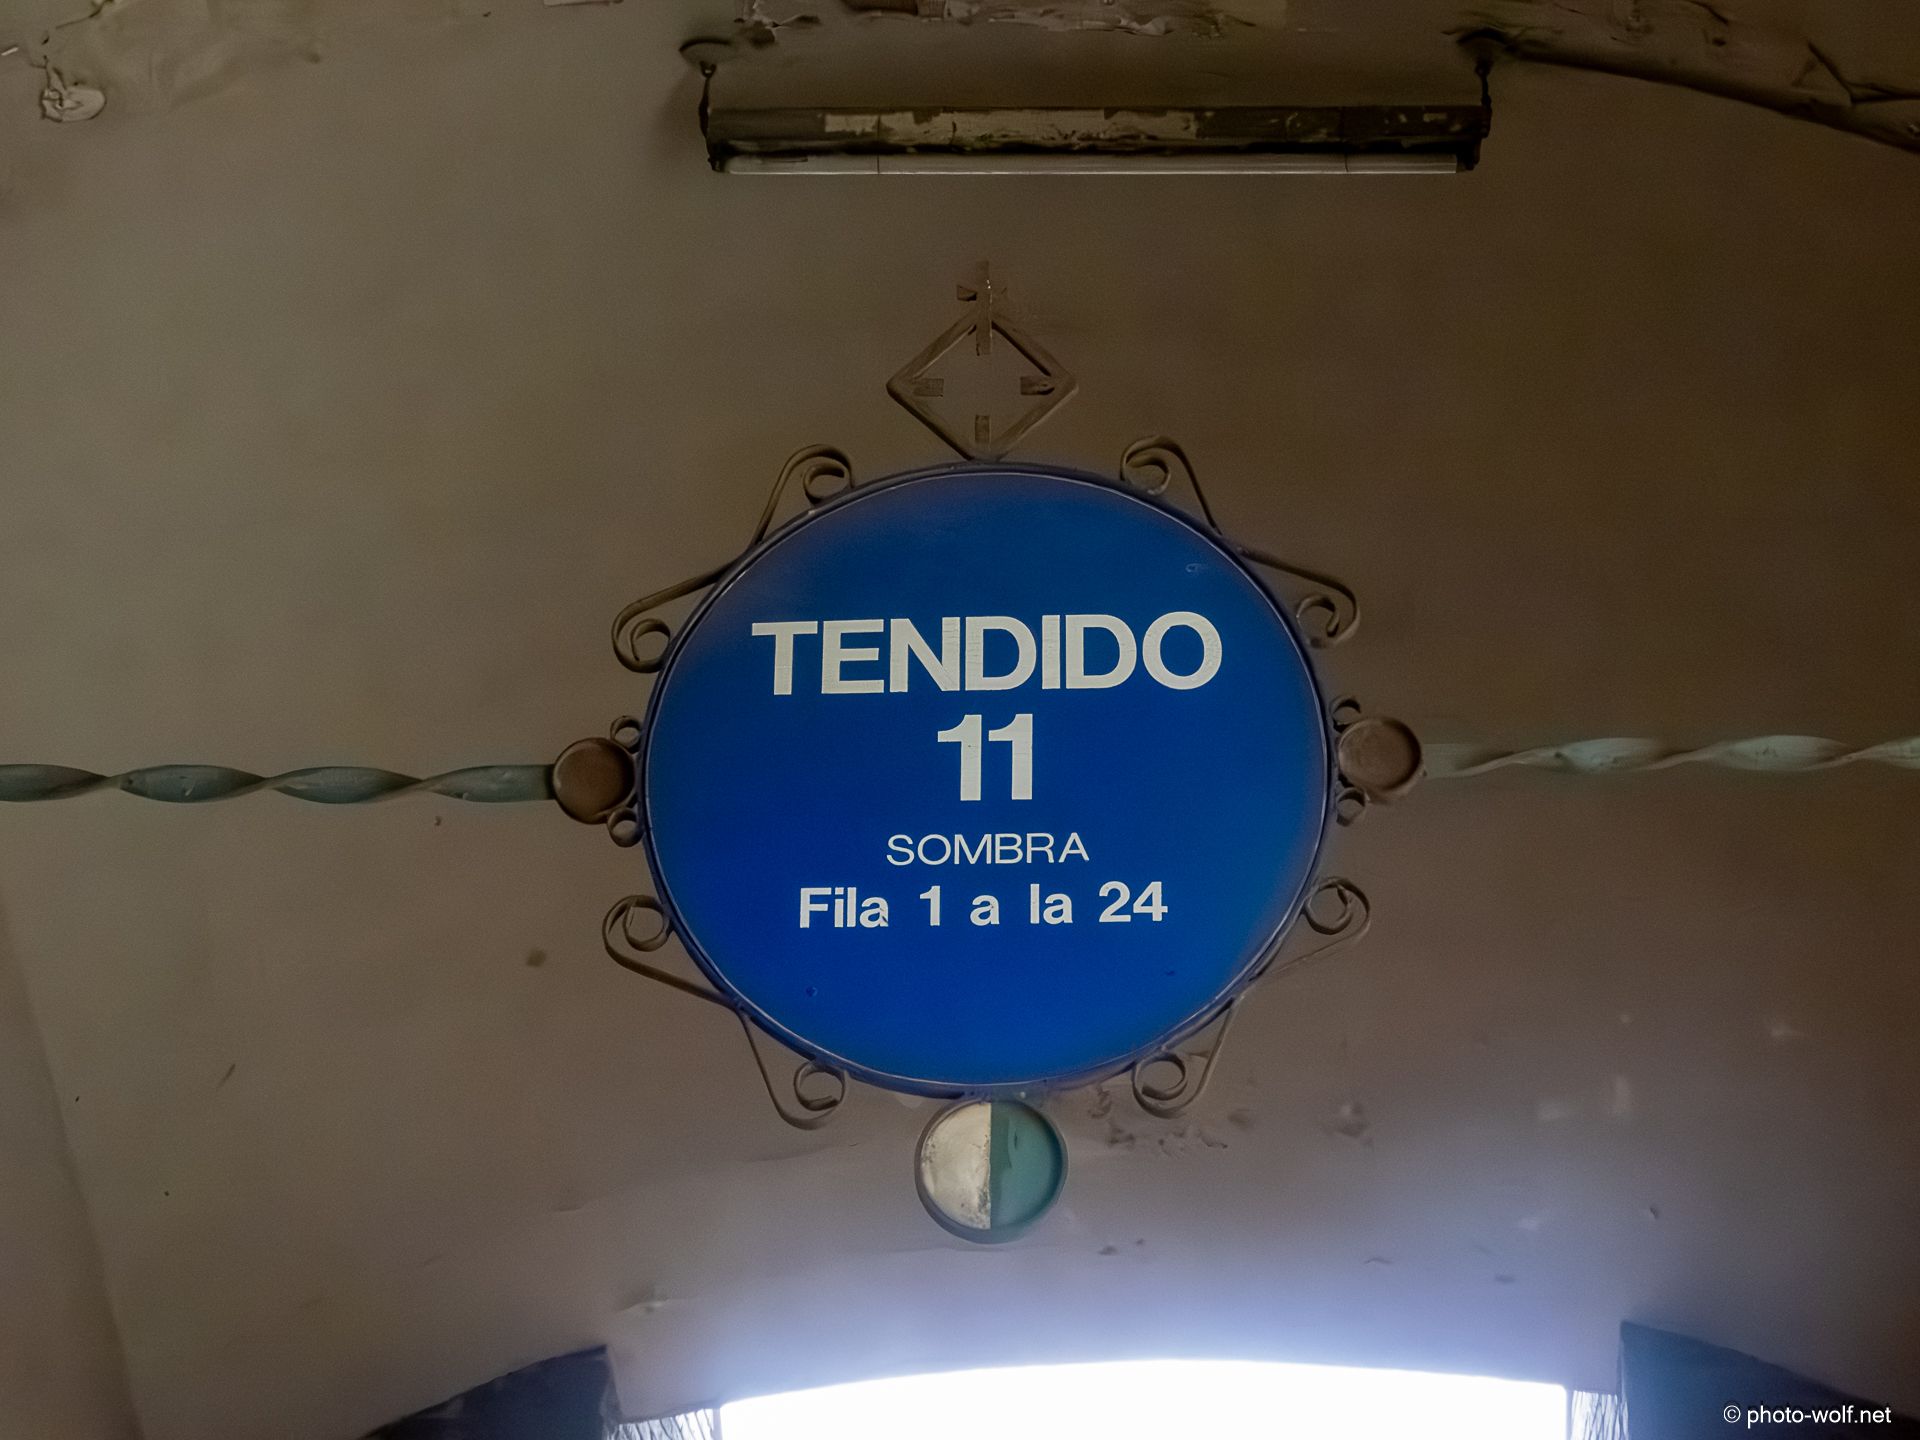 TENDIDO
11
SOMBRA
Fila 1 a la 24
© photo-wolf.net